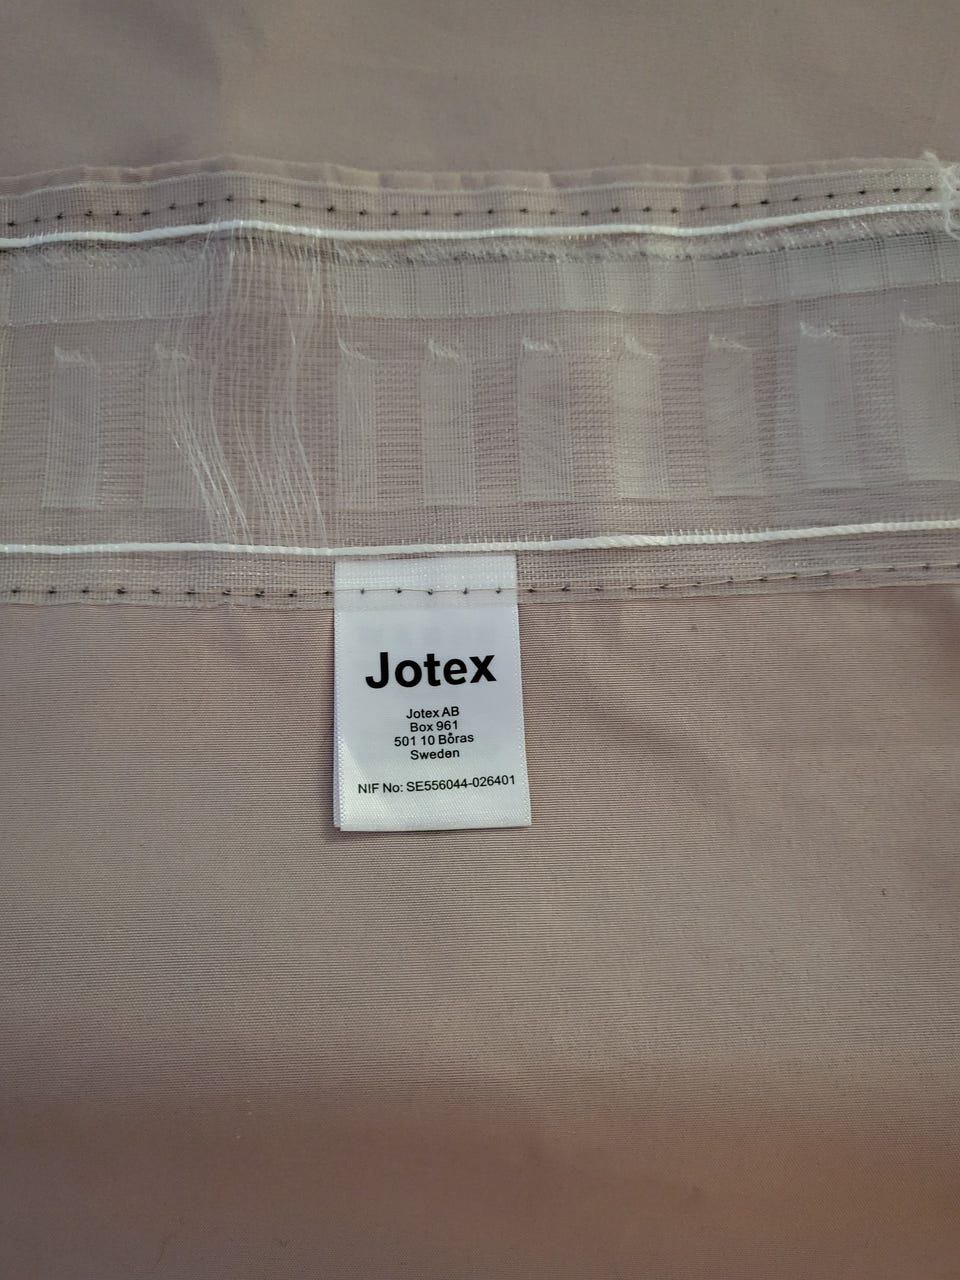 Jotex
Jotex AB
Box 961
501 10 Borås
Sweden
NIF No: SE556044-026401